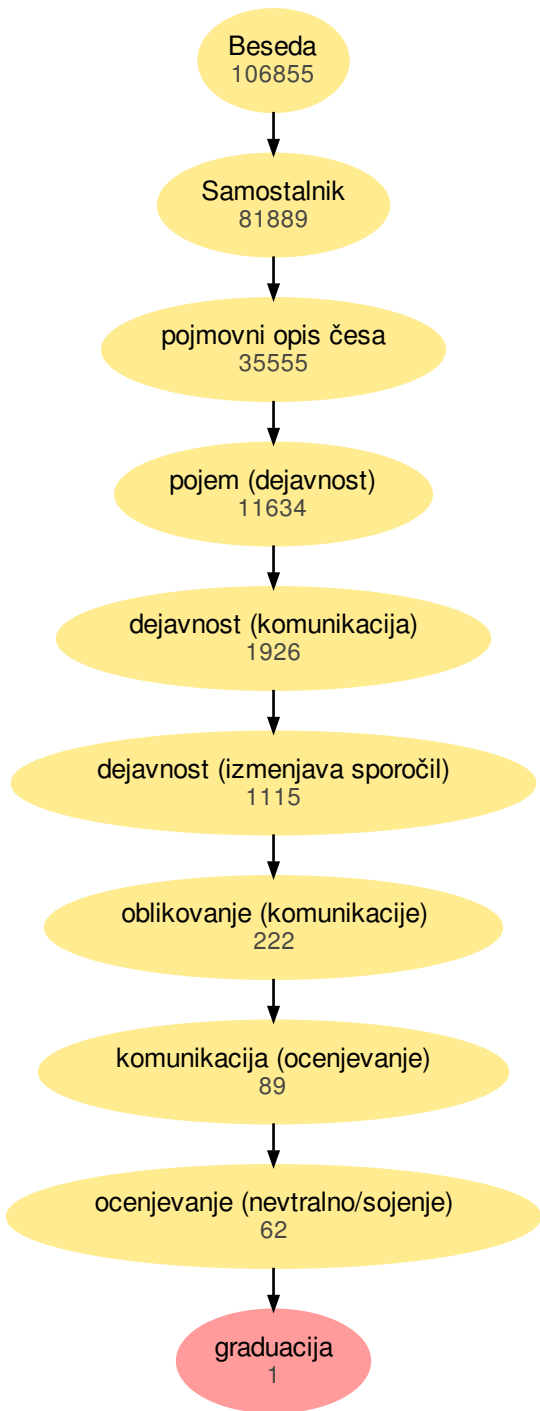 Beseda
106855
Samostalnik
81889
pojmovni opis česa
35555
pojem (dejavnost)
11634
dejavnost (komunikacija)
1926
dejavnost (izmenjava sporočil)
1115
oblikovanje (komunikacije)
222
komunikacija (ocenjevanje)
89
ocenjevanje (nevtralno/sojenje)
62
graduacija
1